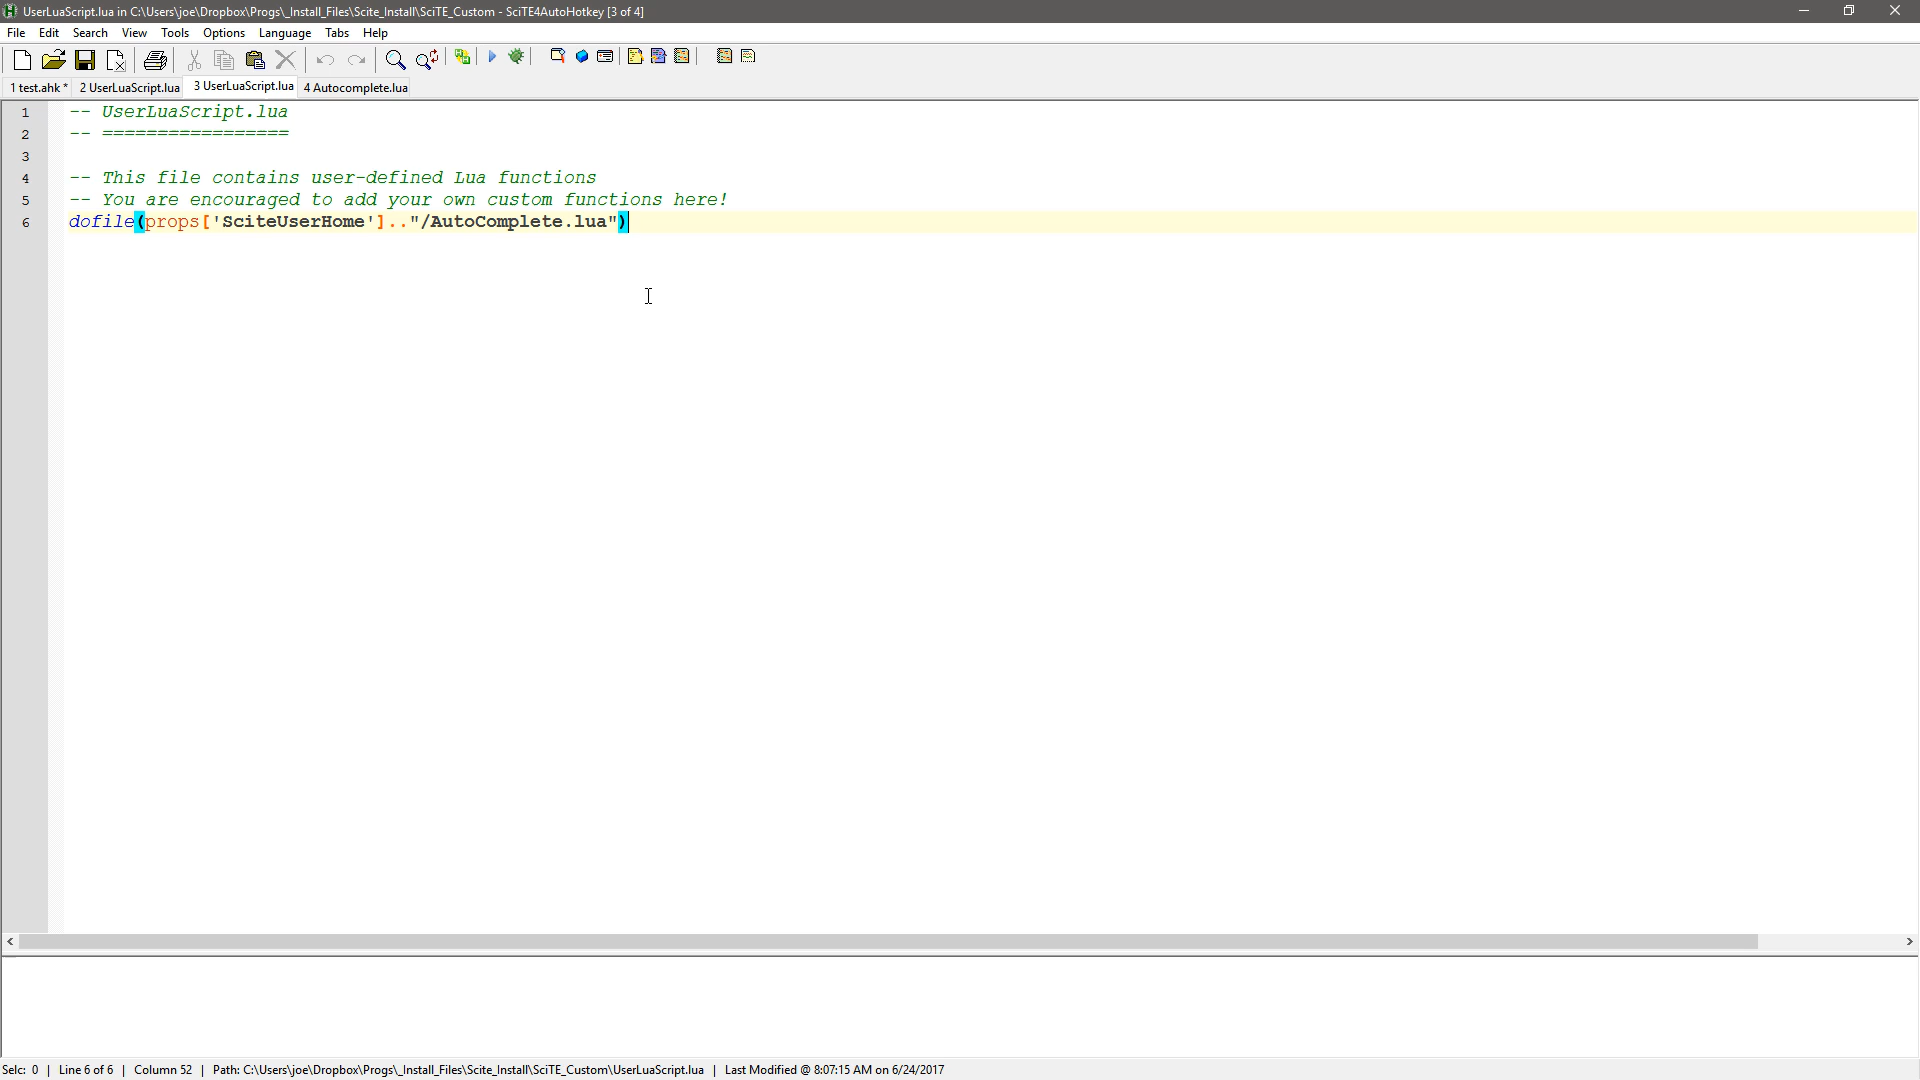 UserLuaScript.lua in C:\Users\joe\Dropbox\Progs\_Install_Files\Scite_Install\SciTE_Custom - SciTE4AutoHotkey [3 of 4]
File Edit Search View Tools Options Language Tabs Help
1 test.ahk * 2 UserLuaScript.lua 3 UserLuaScript.lua 4 Autocomplete.lua
1 -- UserLuaScript.lua
2 -- =================
3
4 -- This file contains user-defined Lua functions
5 -- You are encouraged to add your own custom functions here!
6 dofile(props['SciteUserHome'].."/AutoComplete.lua")
Selc: 0 | Line 6 of 6 | Column 52 | Path: C:\Users\joe\Dropbox\Progs\_Install_Files\Scite_Install\SciTE_Custom\UserLuaScript.lua | Last Modified @ 8:07:15 AM on 6/24/2017